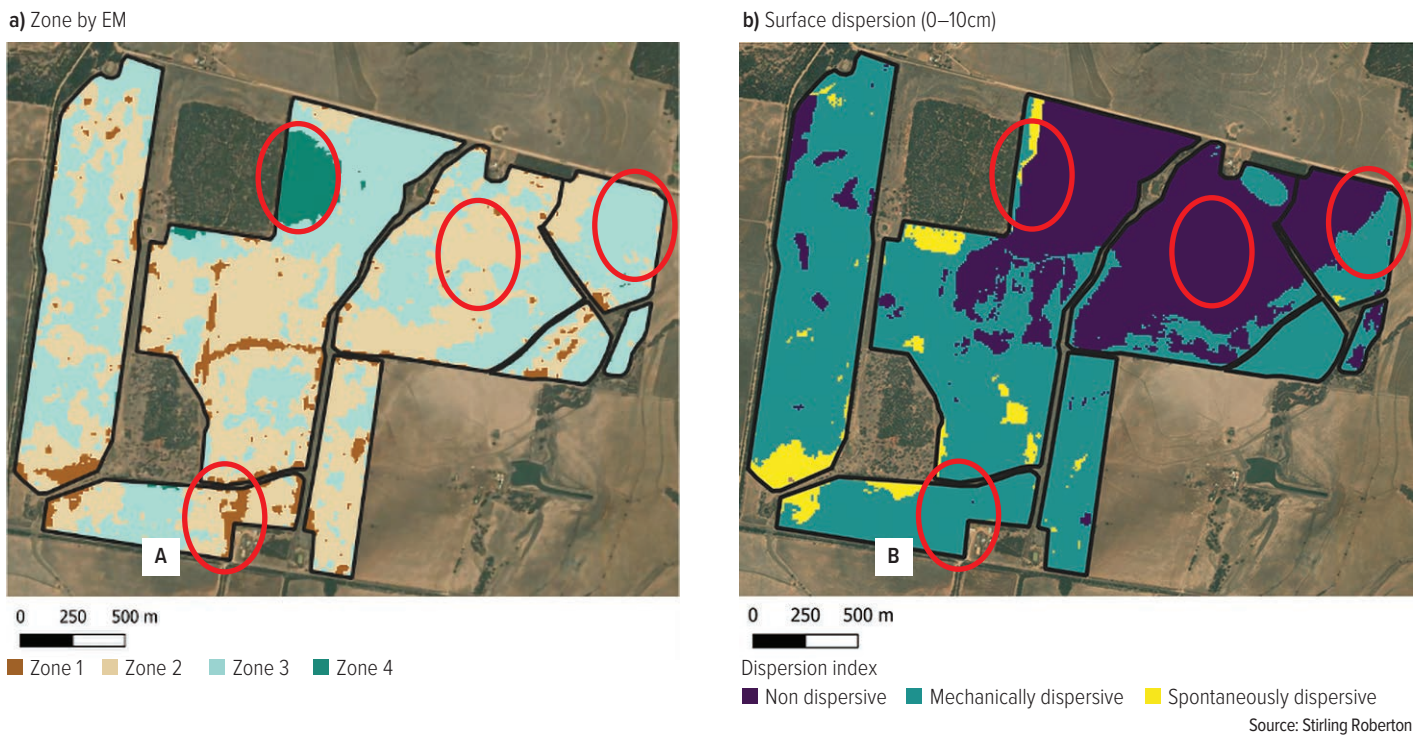 a) Zone by EM
b) Surface dispersion (0–10cm)
A
B
0 250 500 m
0 250 500 m
Zone 1 Zone 2 Zone 3 Zone 4
Dispersion index
Non dispersive Mechanically dispersive Spontaneously dispersive
Source: Stirling Roberton